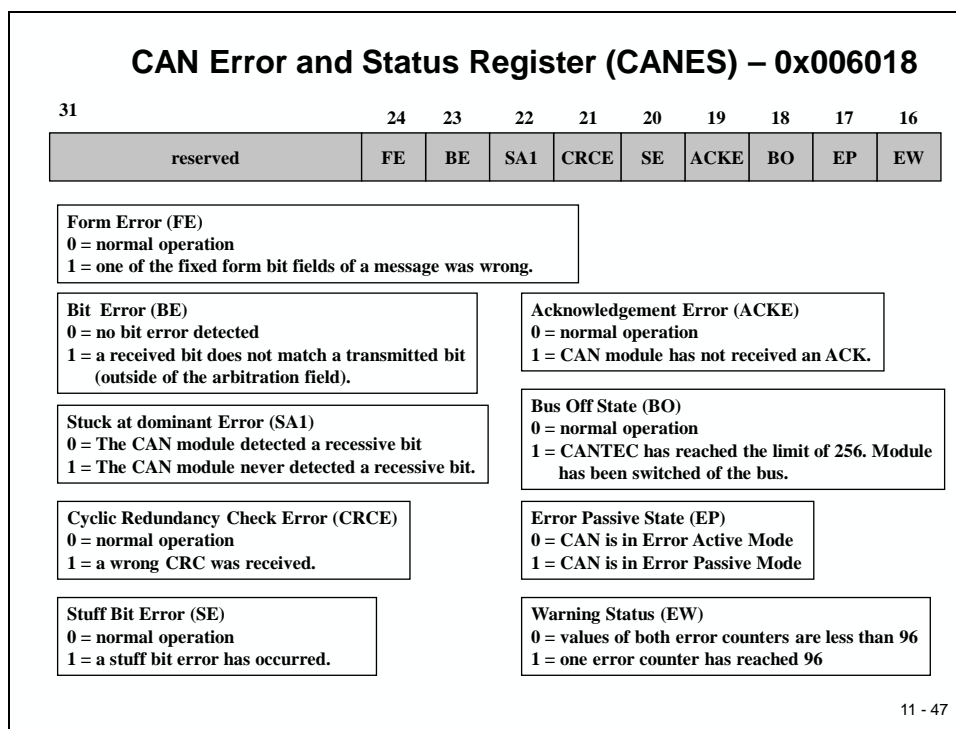 CAN Error and Status Register (CANES) – 0x006018
31 24 23 22 21 20 19 18 17 16
reserved FE BE SA1 CRCE SE ACKE BO EP EW
Form Error (FE)
0 = normal operation
1 = one of the fixed form bit fields of a message was wrong.
Bit Error (BE)
0 = no bit error detected
1 = a received bit does not match a transmitted bit
(outside of the arbitration field).
Stuck at dominant Error (SA1)
0 = The CAN module detected a recessive bit
1 = The CAN module never detected a recessive bit.
Cyclic Redundancy Check Error (CRCE)
0 = normal operation
1 = a wrong CRC was received.
Stuff Bit Error (SE)
0 = normal operation
1 = a stuff bit error has occurred.
Acknowledgement Error (ACKE)
0 = normal operation
1 = CAN module has not received an ACK.
Bus Off State (BO)
0 = normal operation
1 = CANTEC has reached the limit of 256. Module
has been switched of the bus.
Error Passive State (EP)
0 = CAN is in Error Active Mode
1 = CAN is in Error Passive Mode
Warning Status (EW)
0 = values of both error counters are less than 96
1 = one error counter has reached 96
11 - 47